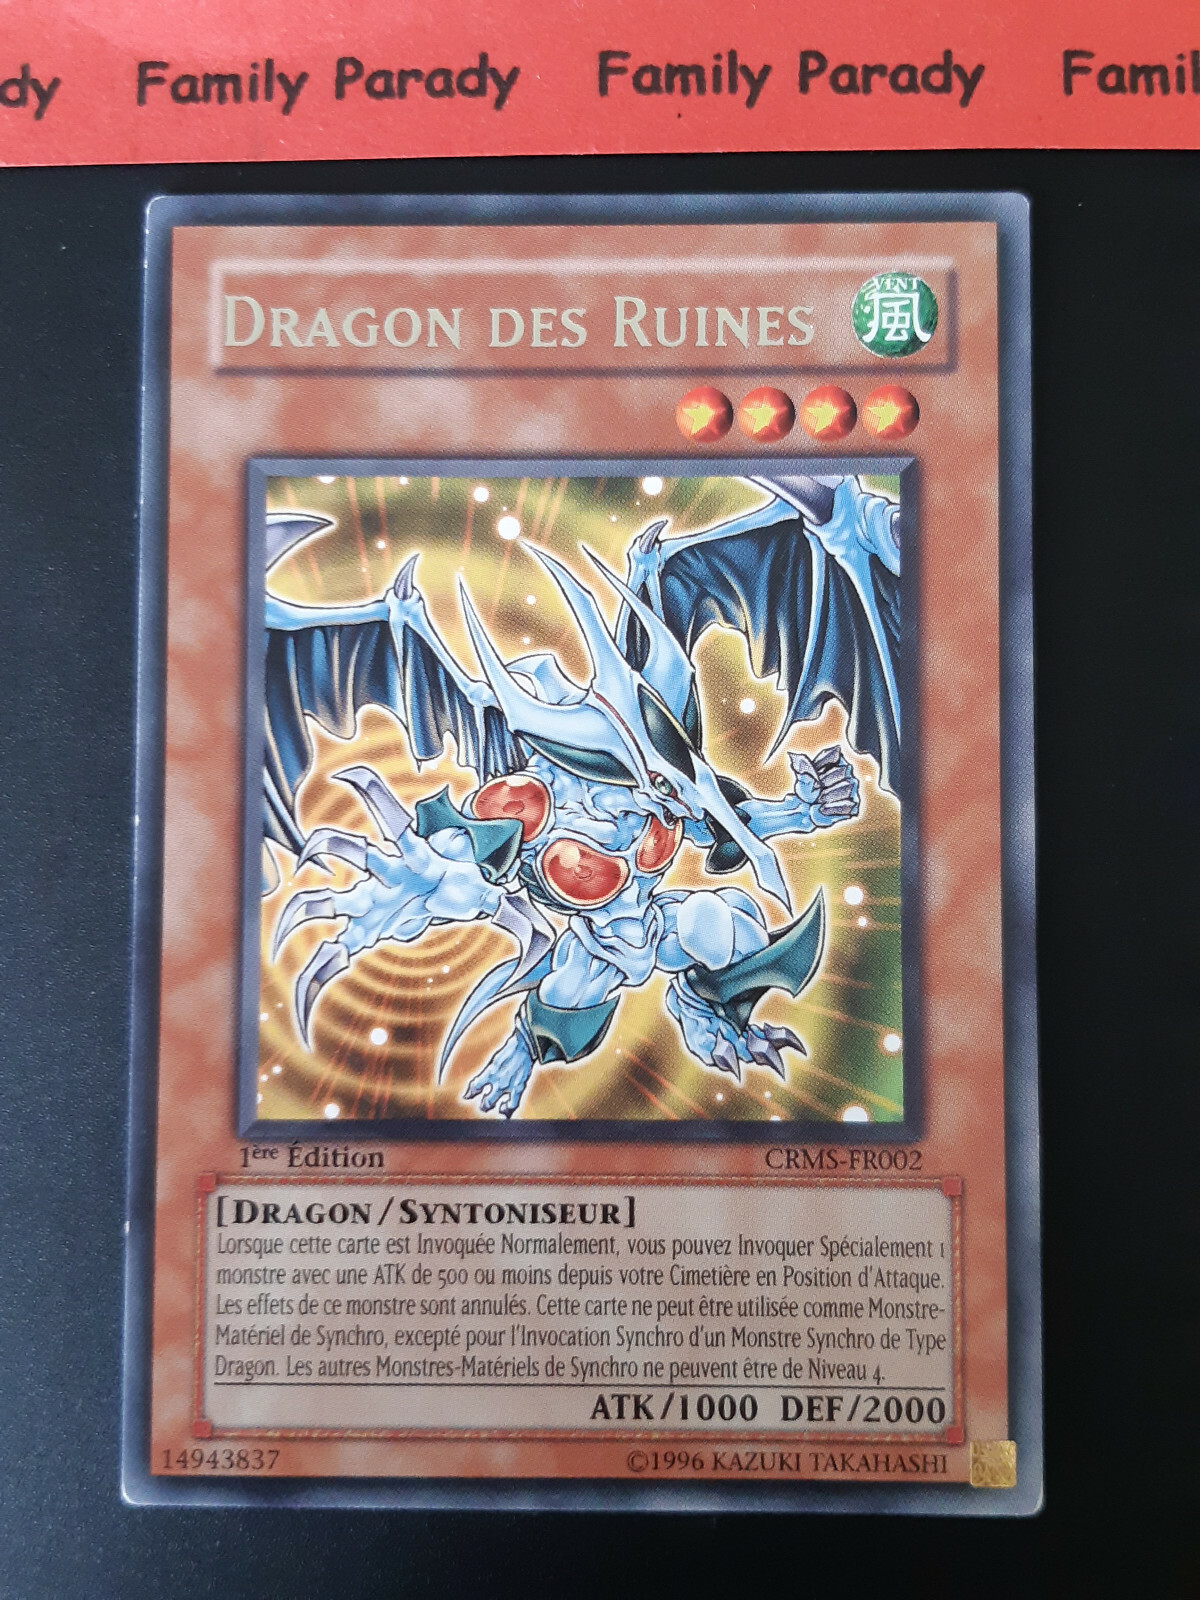 dy Family Parady Family Parady Famil
DRAGON DES RUINES
VENT
風
1ère Édition CRMS-FR002
[DRAGON/SYNTONISEUR]
Lorsque cette carte est Invoquée Normalement, vous pouvez Invoquer Spécialement 1
monstre avec une ATK de 500 ou moins depuis votre Cimetière en Position d'Attaque.
Les effets de ce monstre sont annulés. Cette carte ne peut être utilisée comme Monstre-
Matériel de Synchro, excepté pour l'Invocation Synchro d'un Monstre Synchro de Type
Dragon. Les autres Monstres-Matériels de Synchro ne peuvent être de Niveau 4.
ATK/1000 DEF/2000
14943837 ©1996 KAZUKI TAKAHASHI